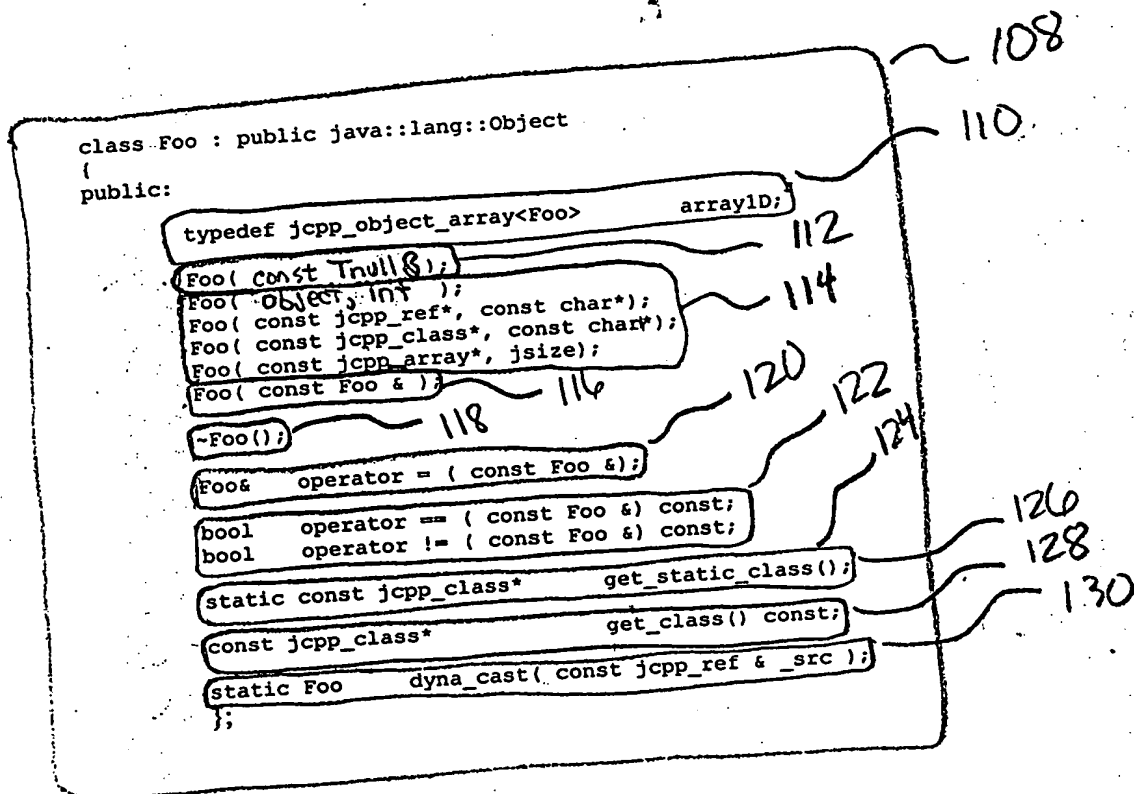 108
class Foo : public java::lang::Object
110
{
public:
typedef jcpp_object_array<Foo> array1D;
112
Foo( const Tnull & );
Foo( object, int );
114
Foo( const jcpp_ref*, const char*);
Foo( const jcpp_class*, const char*);
Foo( const jcpp_array*, jsize);
Foo( const Foo & );
116
120
122
~Foo();
118
124
Foo& operator = ( const Foo &);
bool operator == ( const Foo &) const;
bool operator != ( const Foo &) const;
126
static const jcpp_class* get_static_class();
128
const jcpp_class* get_class() const;
130
static Foo dyna_cast( const jcpp_ref & _src );
};